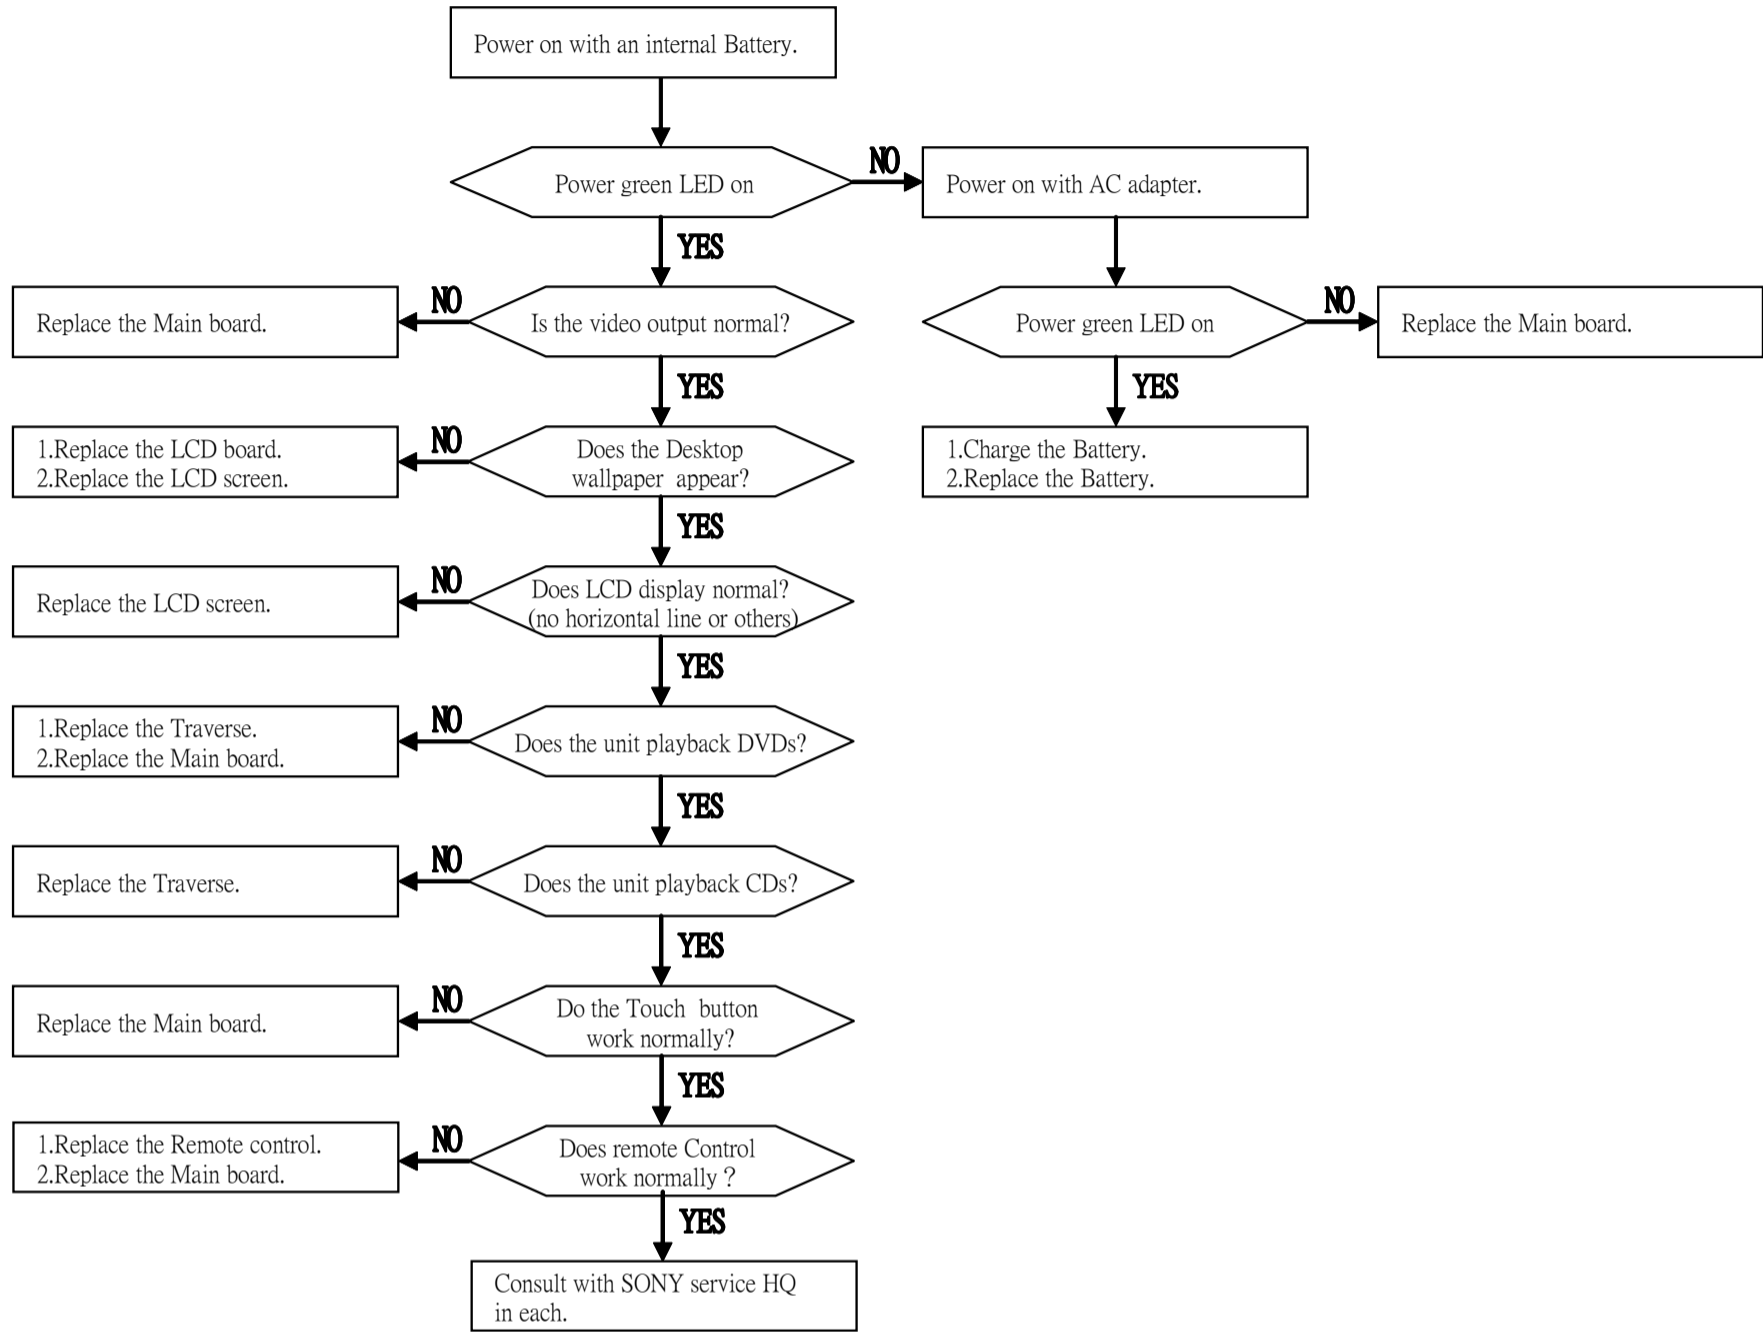 Power on with an internal Battery.
Power green LED on
NO
Power on with AC adapter.
YES
Replace the Main board.
NO
Is the video output normal?
Power green LED on
NO
Replace the Main board.
YES
YES
1.Replace the LCD board.
2.Replace the LCD screen.
NO
Does the Desktop
wallpaper appear?
1.Charge the Battery.
2.Replace the Battery.
YES
Replace the LCD screen.
NO
Does LCD display normal?
(no horizontal line or others)
YES
1.Replace the Traverse.
2.Replace the Main board.
NO
Does the unit playback DVDs?
YES
Replace the Traverse.
NO
Does the unit playback CDs?
YES
Replace the Main board.
NO
Do the Touch button
work normally?
YES
1.Replace the Remote control.
2.Replace the Main board.
NO
Does remote Control
work normally ?
YES
Consult with SONY service HQ
in each.